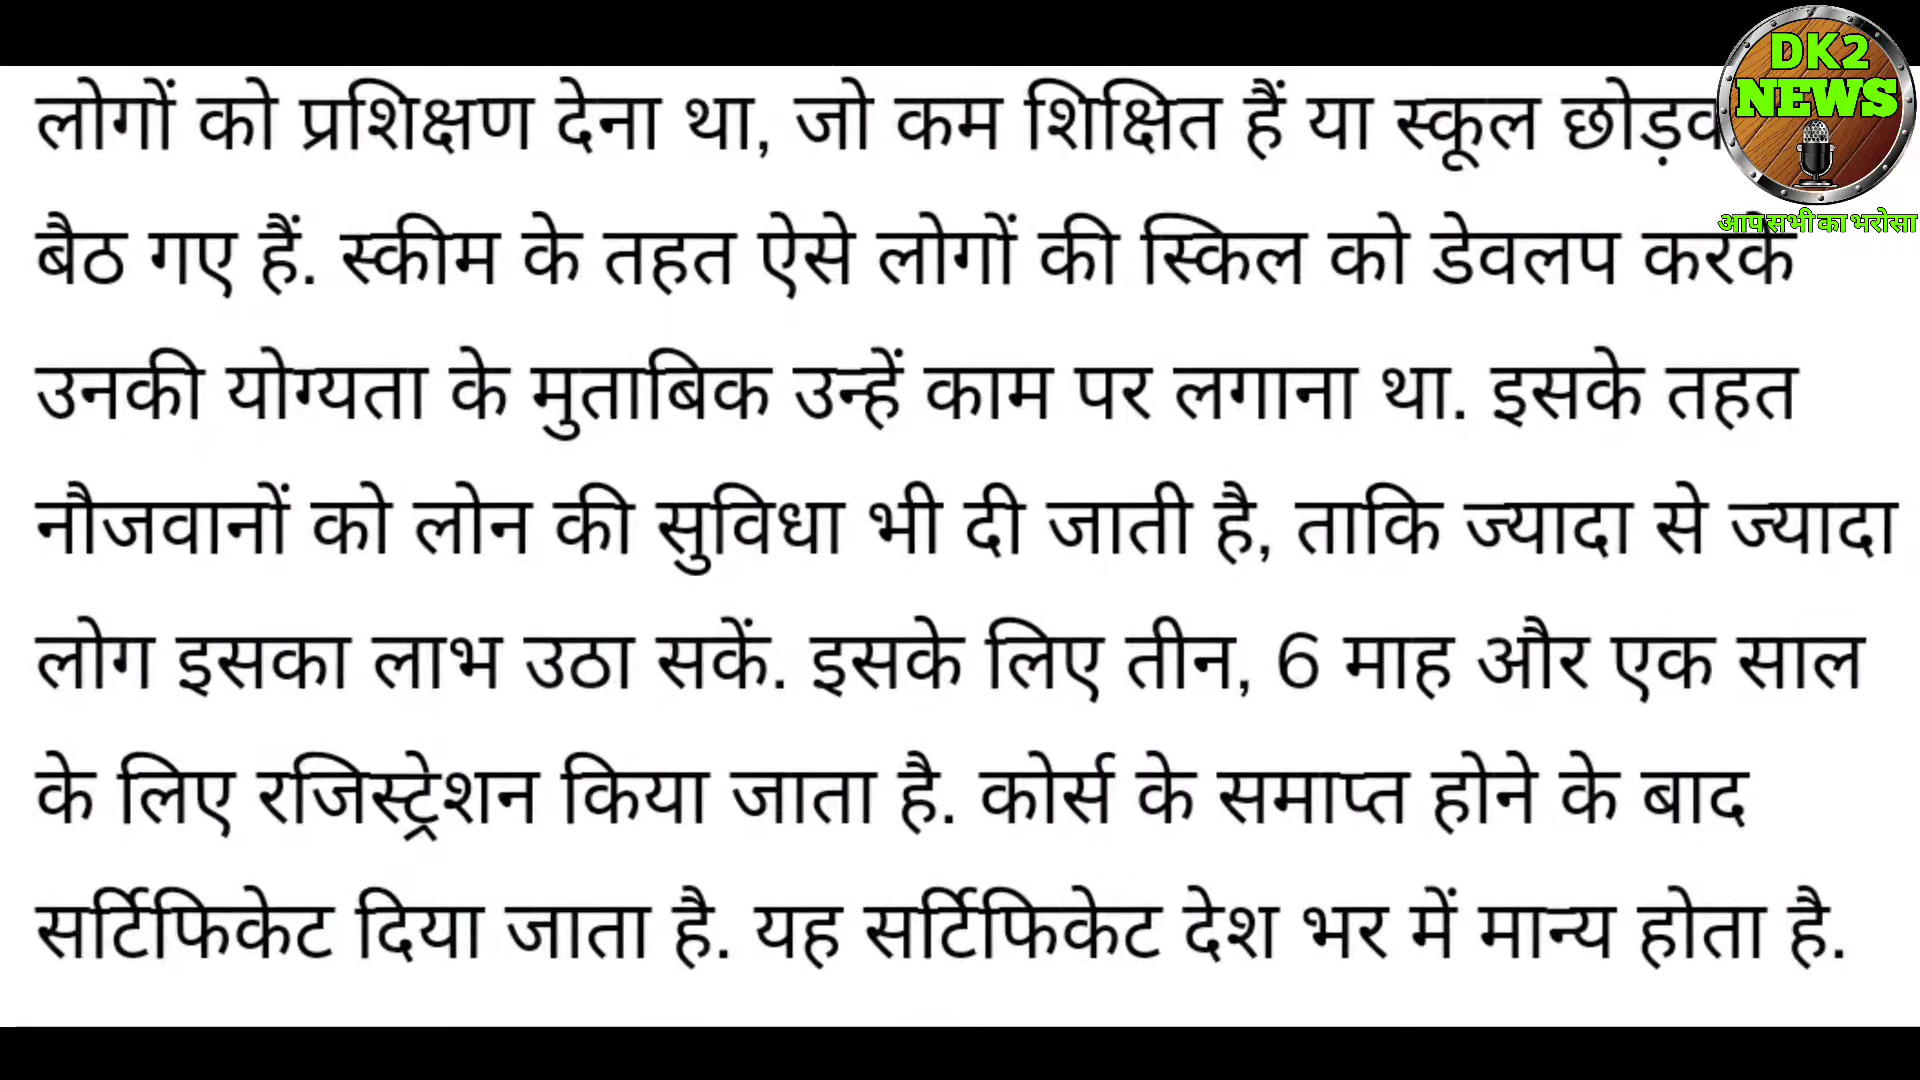 DK2
NEWS
आप सभी का भरोसा
लोगों को प्रशिक्षण देना था, जो कम शिक्षित हैं या स्कूल
बैठ गए हैं. स्कीम के तहत ऐसे लोगों की स्किल को डेवलप करके
उनकी योग्यता के मुताबिक उन्हें काम पर लगाना था. इसके तहत
नौजवानों को लोन की सुविधा भी दी जाती है, ताकि ज्यादा से ज्यादा
लोग इसका लाभ उठा सकें. इसके लिए तीन, 6 माह और एक साल
के लिए रजिस्ट्रेशन किया जाता है. कोर्स के समाप्त होने के बाद
सर्टिफिकेट दिया जाता है. यह सर्टिफिकेट देश भर में मान्य होता है.